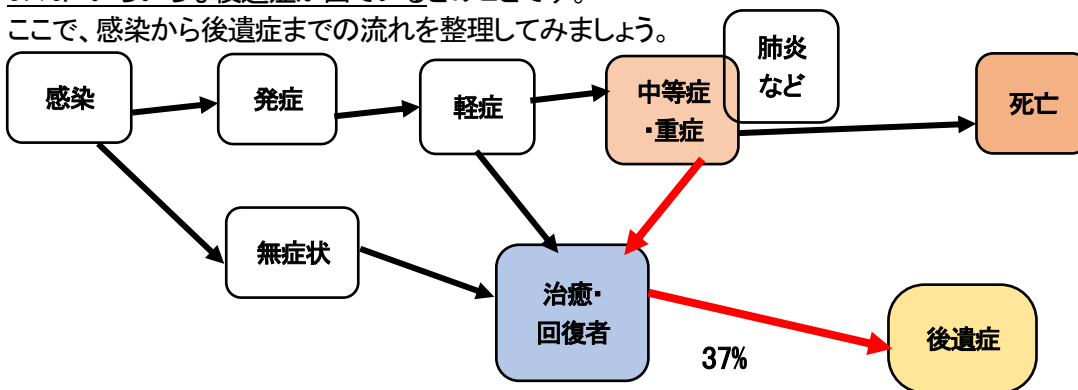 ここで、感染から後遺症までの流れを整理してみましょう。
感染
発症
軽症
中等症
・重症
肺炎
など
死亡
無症状
治癒・
回復者
37%
後遺症